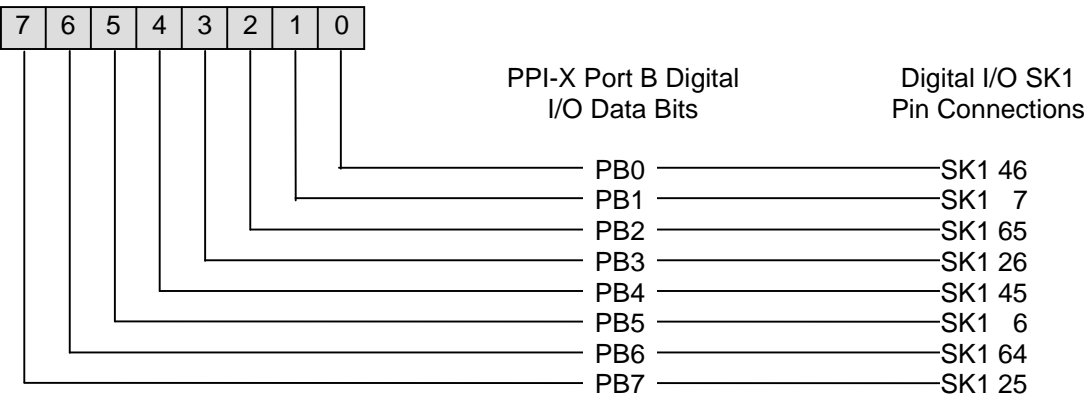 7 6 5 4 3 2 1 0
PPI-X Port B Digital Digital I/O SK1
I/O Data Bits Pin Connections
PB0 SK1 46
PB1 SK1 7
PB2 SK1 65
PB3 SK1 26
PB4 SK1 45
PB5 SK1 6
PB6 SK1 64
PB7 SK1 25